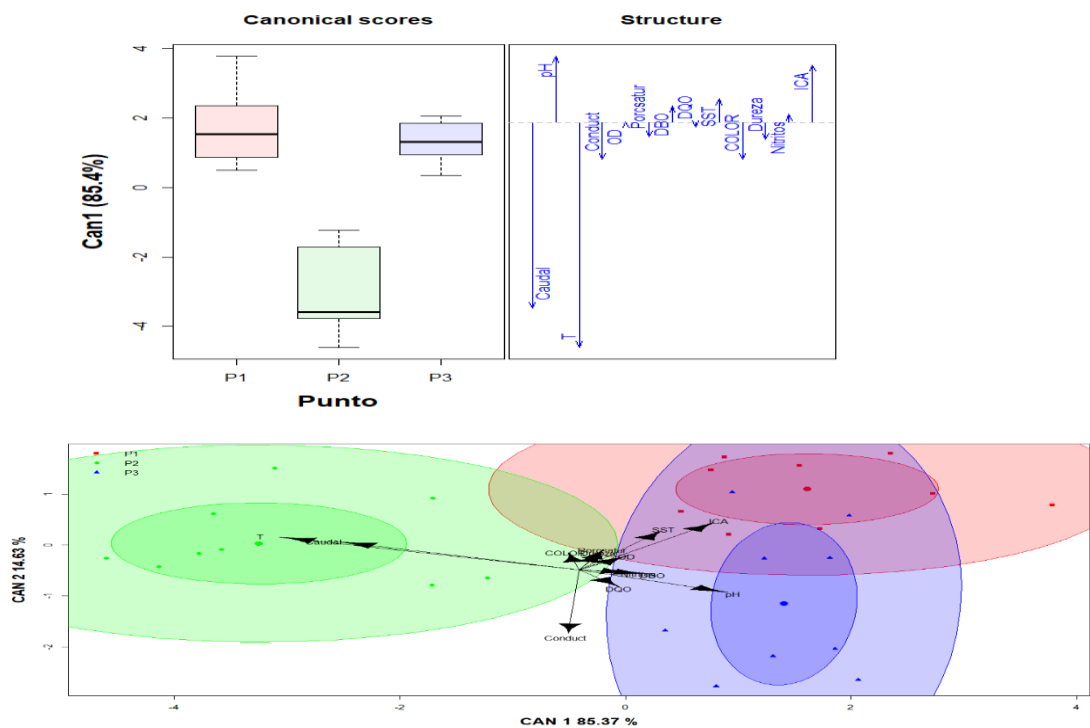 Canonical scores
Structure
Can1 (85.4%)
4
2
0
-2
-4
P1
P2
P3
Punto
Caudal
pH
T
Conduct
OD
Porcsatur
DBO
DQO
SST
COLOR
Dureza
Nitritos
ICA
P1
P2
P3
CAN 2 14.63 %
1
0
-1
-2
T
Caudal
SST
ICA
OD
DBO
DQO
pH
Conduct
-4
-2
0
2
4
CAN 1 85.37 %